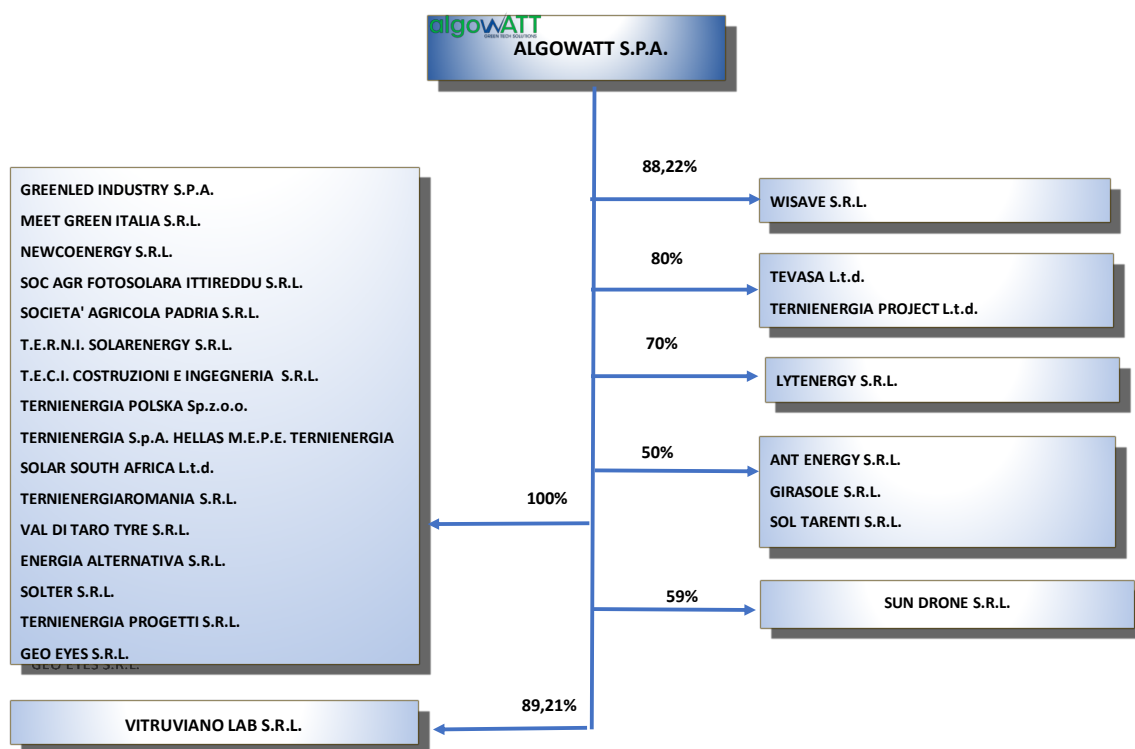 algoWATT
GREEN TECH SOLUTIONS
ALGOWATT S.P.A.
GREENLED INDUSTRY S.P.A.
MEET GREEN ITALIA S.R.L.
NEWCOENERGY S.R.L.
SOC AGR FOTOSOLARA ITTIREDDU S.R.L.
SOCIETA' AGRICOLA PADRIA S.R.L.
T.E.R.N.I. SOLARENERGY S.R.L.
T.E.C.I. COSTRUZIONI E INGEGNERIA S.R.L.
TERNIENERGIA POLSKA Sp.z.o.o.
TERNIENERGIA S.p.A. HELLAS M.E.P.E. TERNIENERGIA
SOLAR SOUTH AFRICA L.t.d.
TERNIENERGIAROMANIA S.R.L.
VAL DI TARO TYRE S.R.L.
ENERGIA ALTERNATIVA S.R.L.
SOLTER S.R.L.
TERNIENERGIA PROGETTI S.R.L.
GEO EYES S.R.L.
100%
VITRUVIANO LAB S.R.L.
89,21%
88,22%
WISAVE S.R.L.
80%
TEVASA L.t.d.
TERNIENERGIA PROJECT L.t.d.
70%
LYTENERGY S.R.L.
50%
ANT ENERGY S.R.L.
GIRASOLE S.R.L.
SOL TARENTI S.R.L.
59%
SUN DRONE S.R.L.